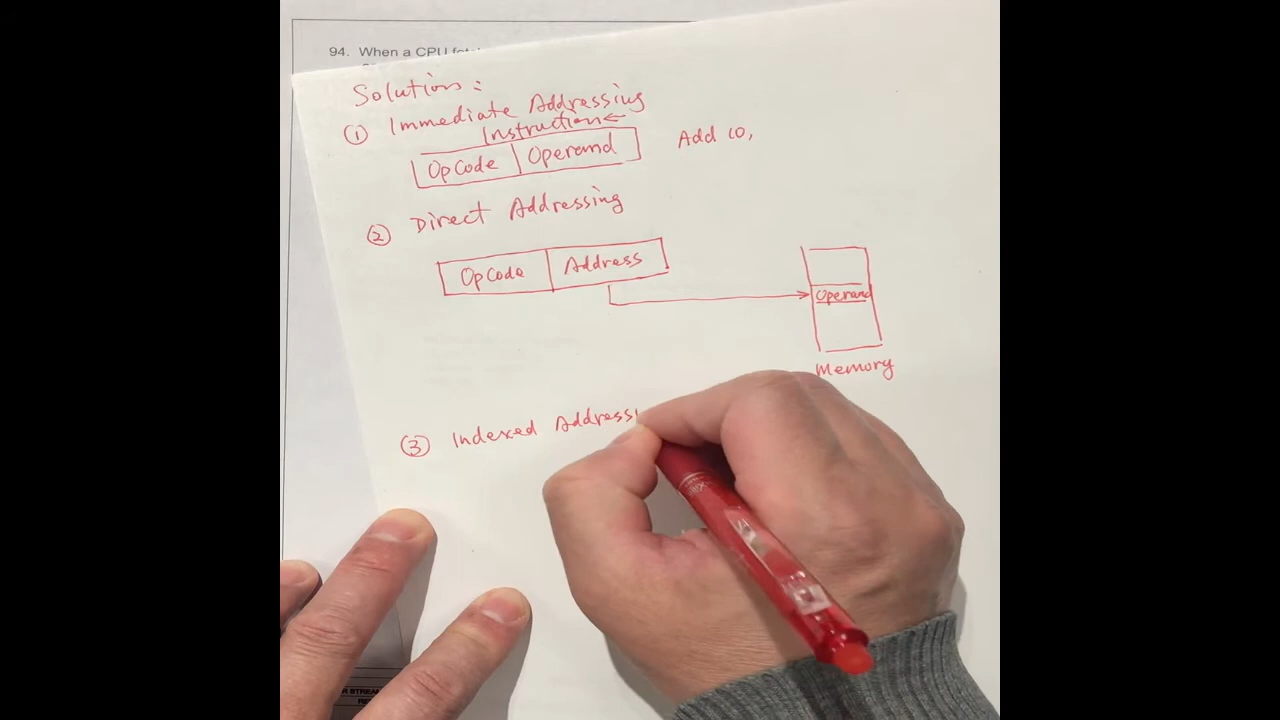 94. When a CPU
Solution:
① Immediate Addressing
Instruction←
OpCode Operand Add 10,
② Direct Addressing
OpCode Address
Operand
Memory
③ Indexed